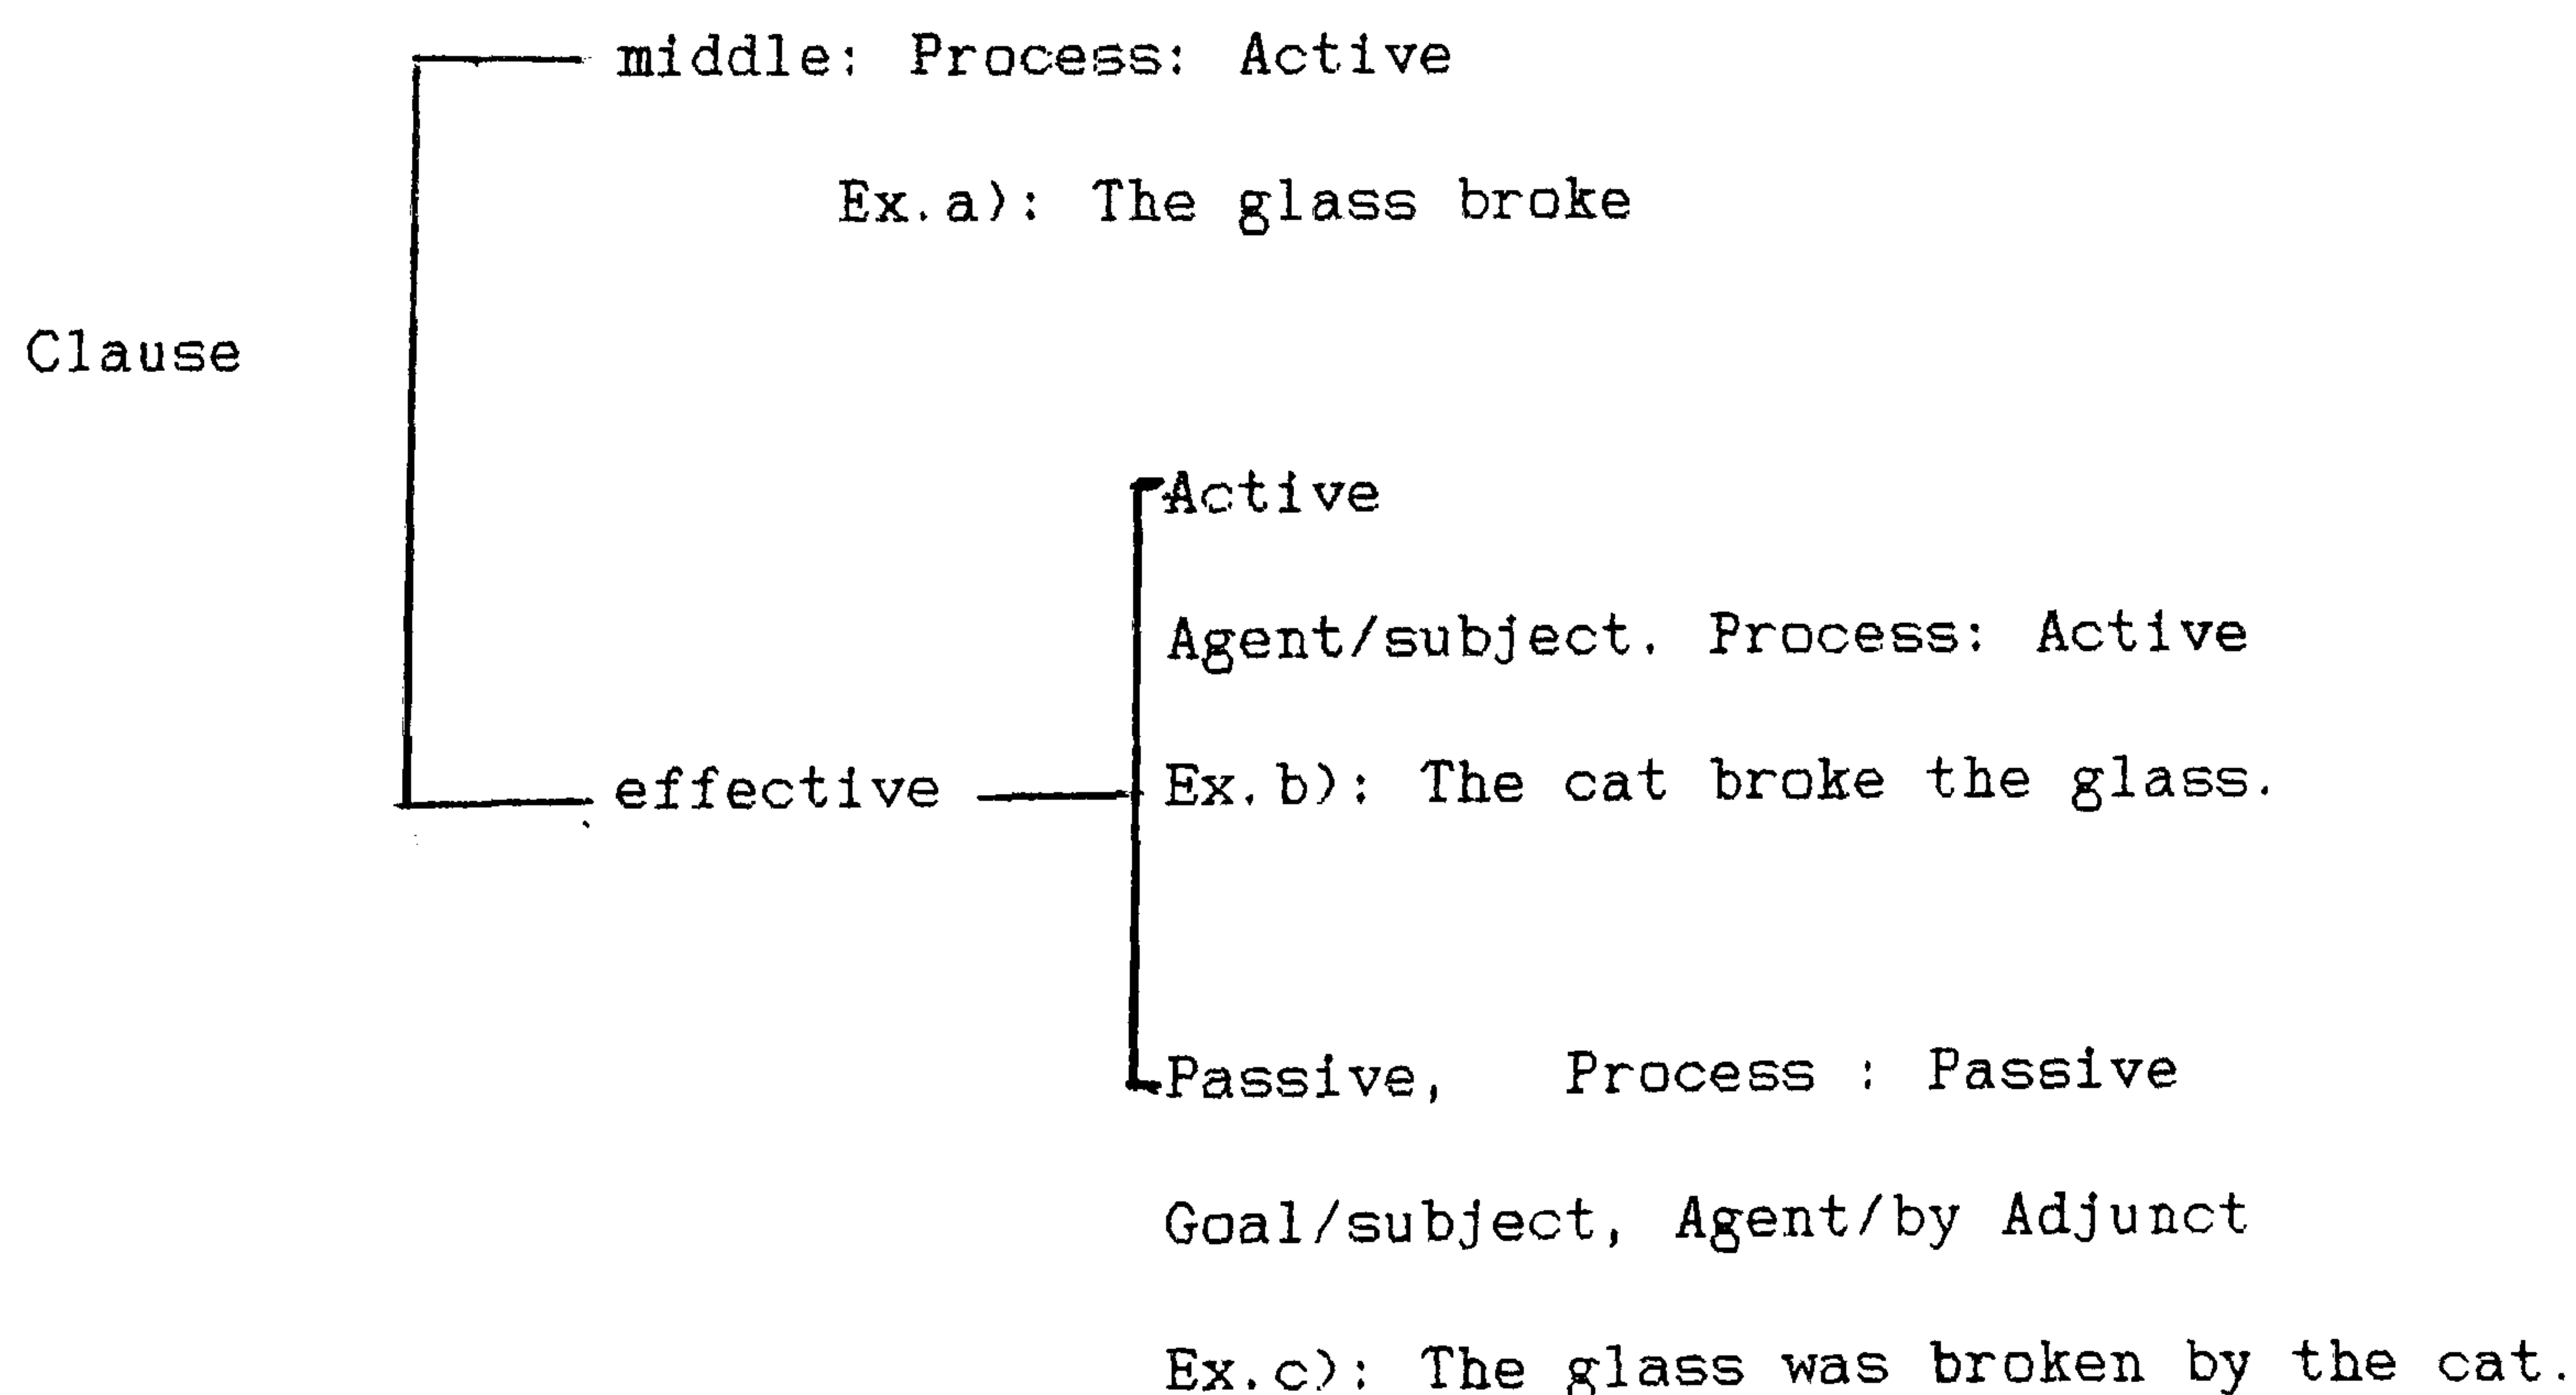 middle: Process: Active
Ex.a): The glass broke
Clause
Active
Agent/subject. Process: Active
effective
Ex.b): The cat broke the glass.
Passive, Process : Passive
Goal/subject, Agent/by Adjunct
Ex.c): The glass was broken by the cat.